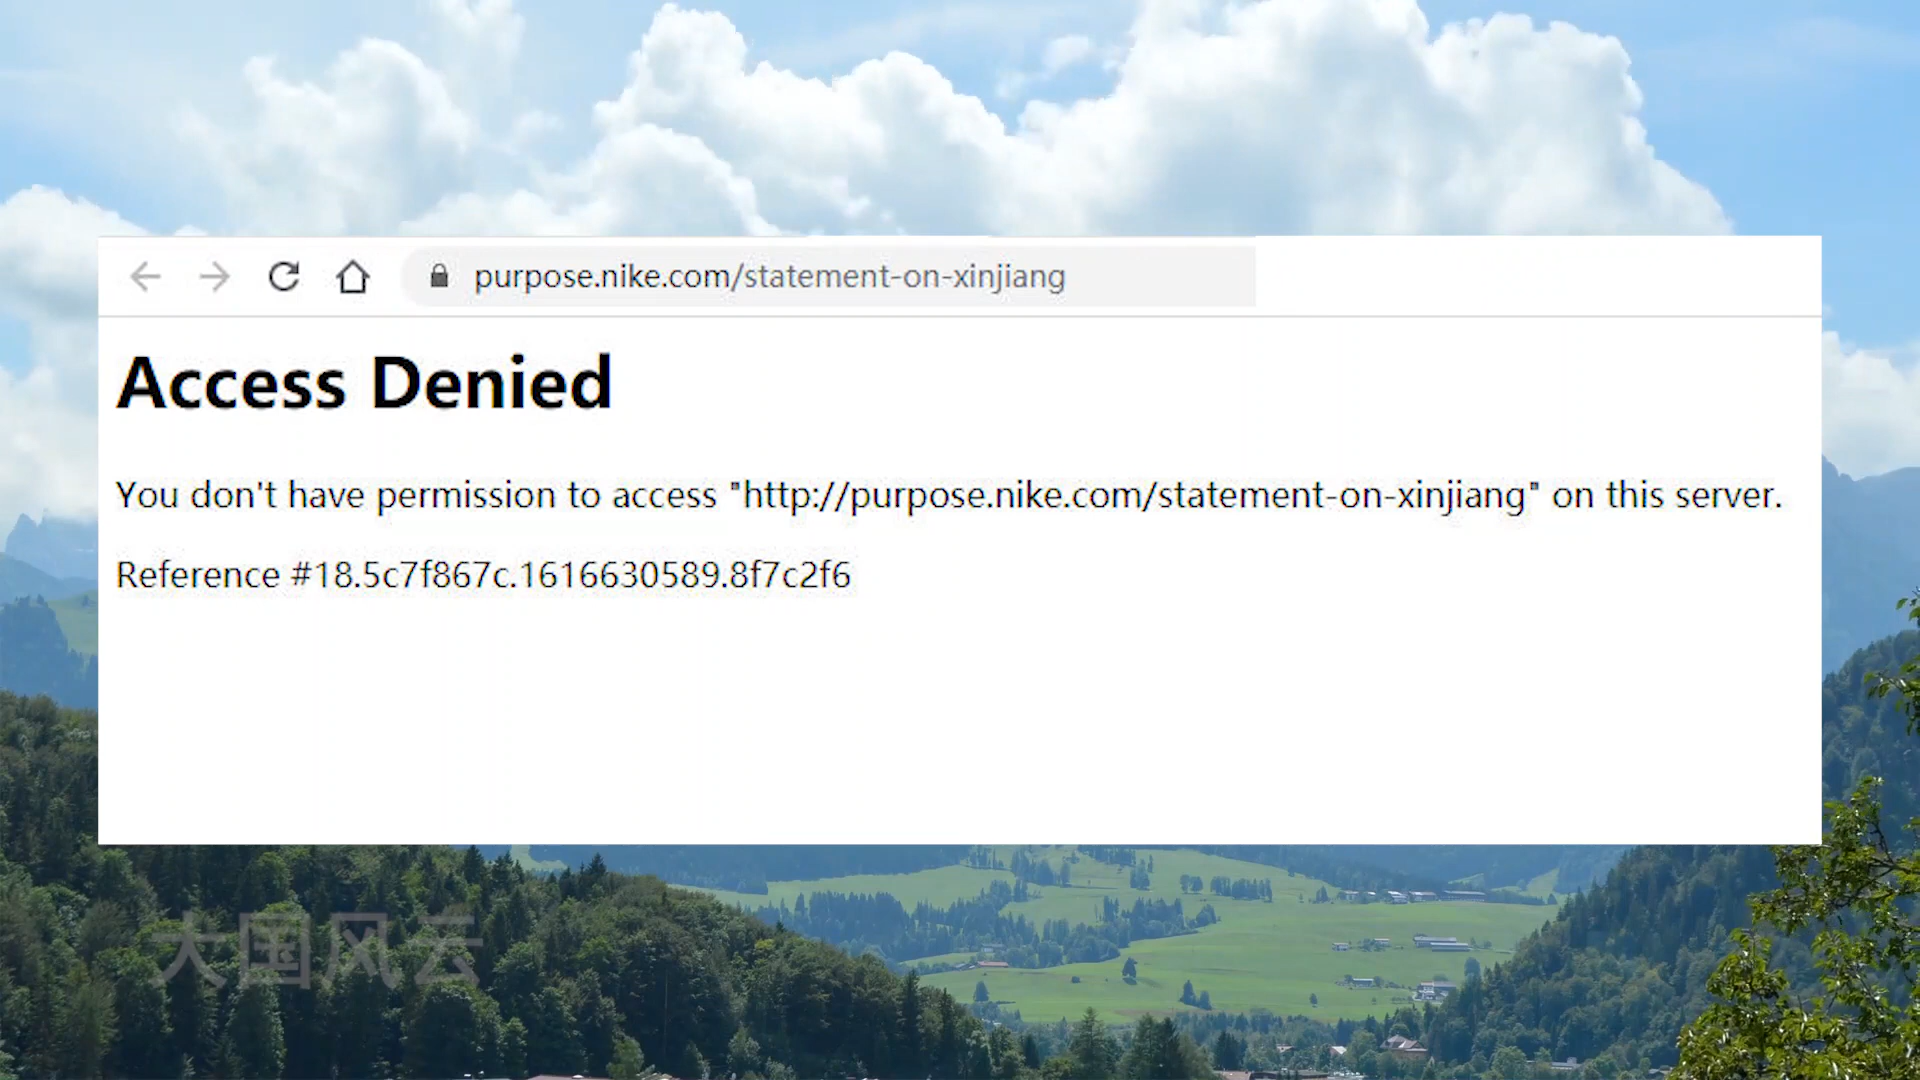 purpose.nike.com/statement-on-xinjiang
Access Denied
You don't have permission to access "http://purpose.nike.com/statement-on-xinjiang" on this server.
Reference #18.5c7f867c.1616630589.8f7c2f6
大国风云